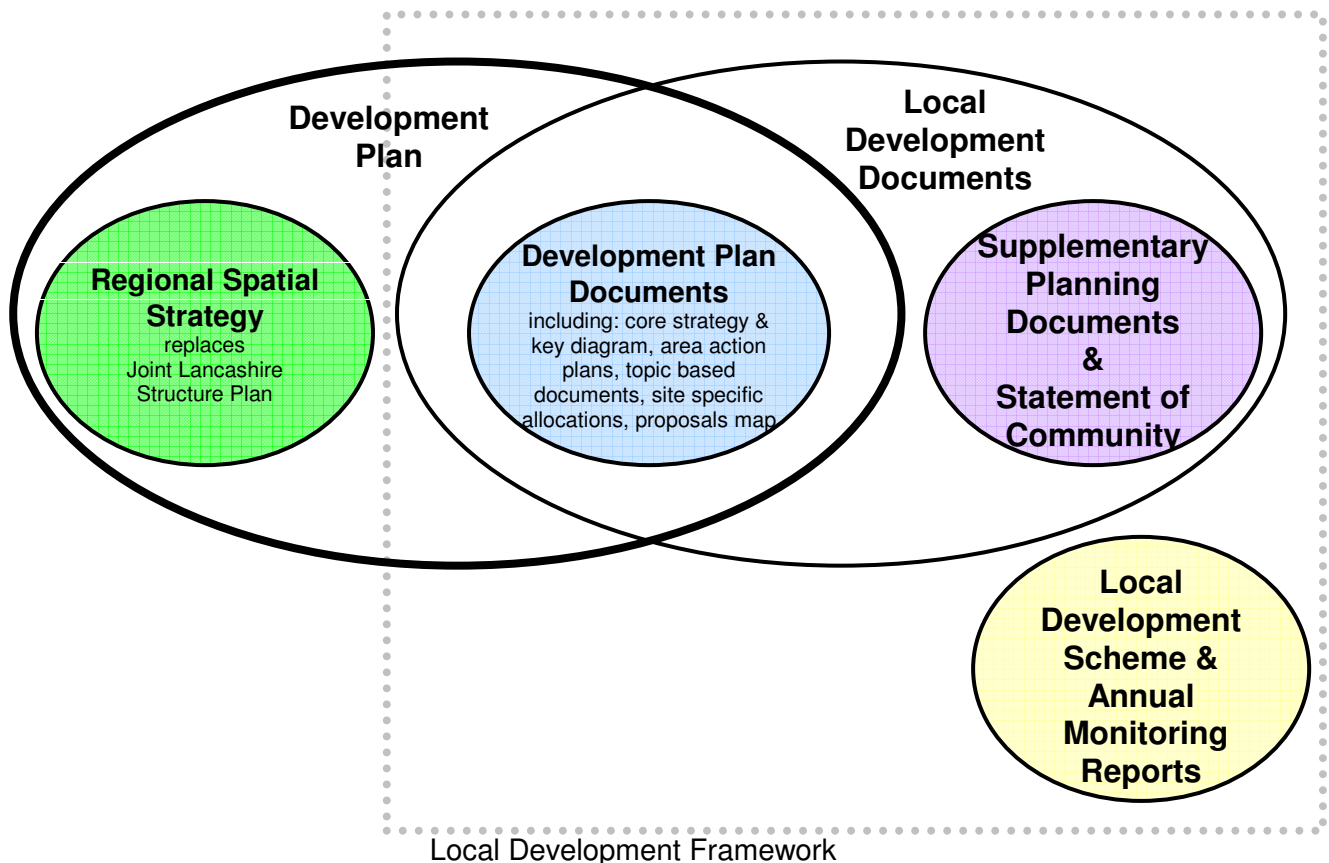 Development
Plan
Local
Development
Documents
Regional Spatial
Strategy
replaces
Joint Lancashire
Structure Plan
Development Plan
Documents
including: core strategy &
key diagram, area action
plans, topic based
documents, site specific
allocations, proposals map
Supplementary
Planning
Documents
&
Statement of
Community
Local
Development
Scheme &
Annual
Monitoring
Reports
Local Development Framework